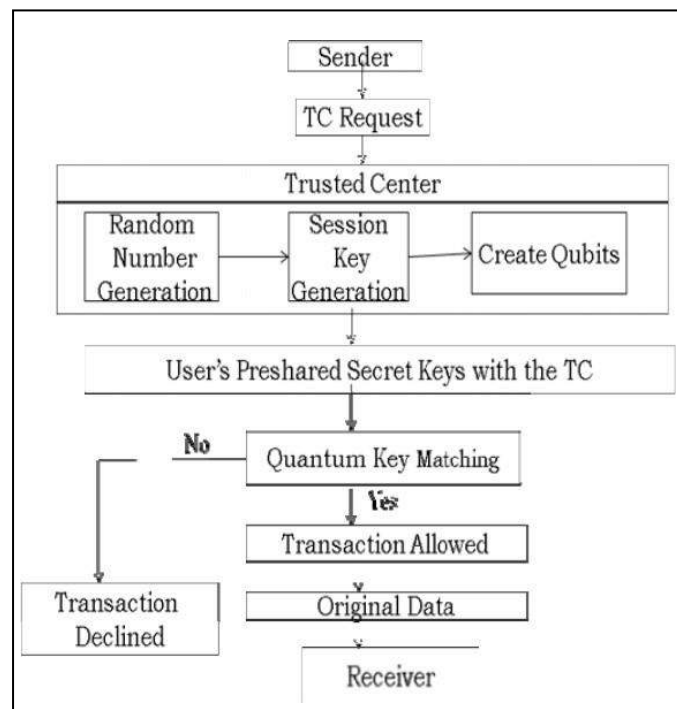 Sender
TC Request
Trusted Center
Random
Number
Generation
Session
Key
Generation
Create Qubits
User's Preshared Secret Keys with the TC
Quantum Key Matching
No
Yes
Transaction Allowed
Transaction
Declined
Original Data
Receiver